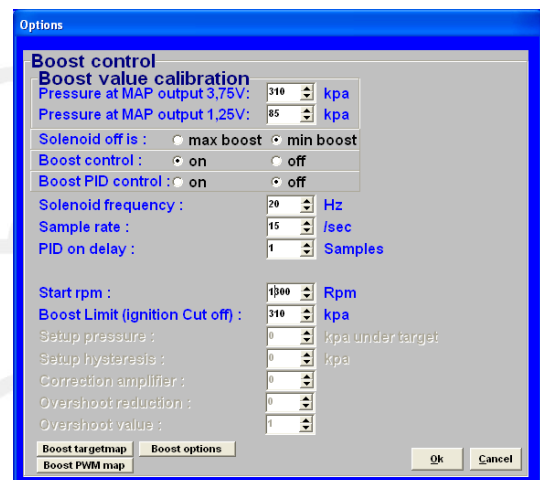 Options
Boost control
Boost value calibration
Pressure at MAP output 3,75V: 310 kpa
Pressure at MAP output 1,25V: 85 kpa
Solenoid off is : max boost min boost
Boost control : on off
Boost PID control : on off
Solenoid frequency : 20 Hz
Sample rate : 15 /sec
PID on delay : 1 Samples
Start rpm : 1300 Rpm
Boost Limit (ignition Cut off) : 310 kpa
Setup pressure : 0 kpa under target
Setup hysteresis : 0 kpa
Correction amplifier : 0
Overshoot reduction : 0
Overshoot value : 1
Boost targetmap Boost options
Boost PWM map Ok Cancel